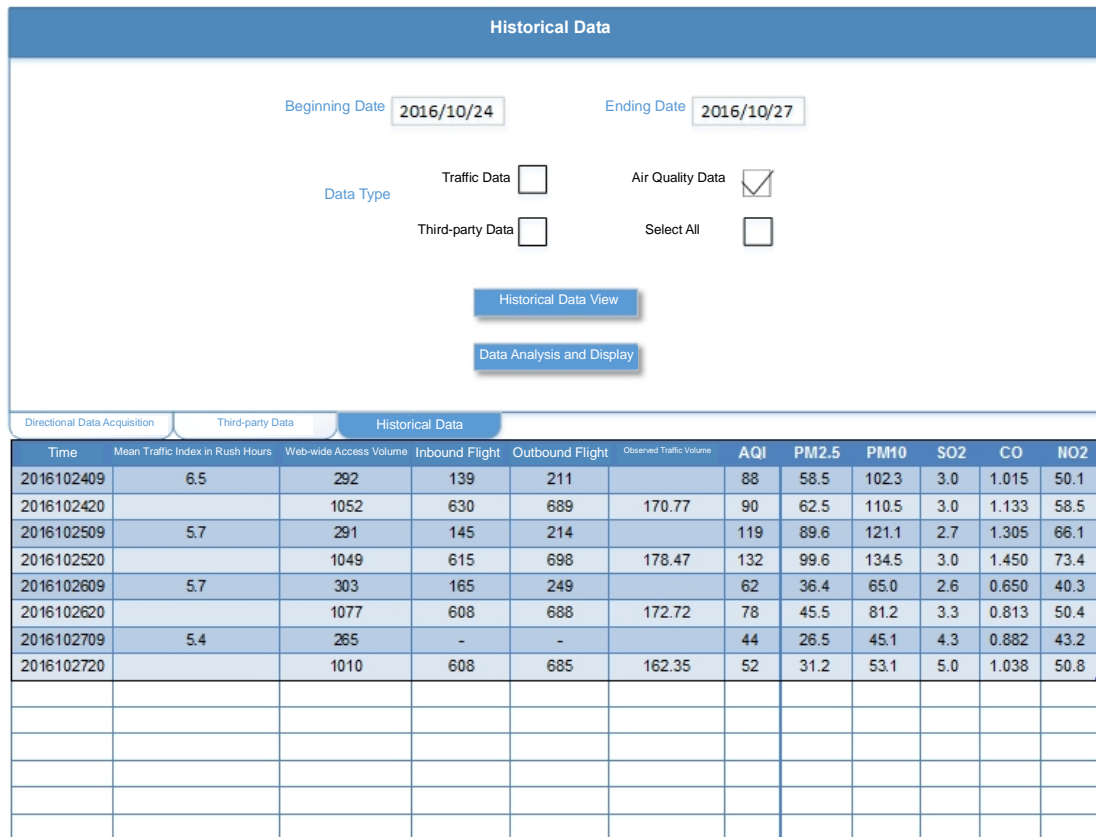 Historical Data
Beginning Date 2016/10/24 Ending Date 2016/10/27
Traffic Data Air Quality Data
Data Type
Third-party Data Select All
Historical Data View
Data Analysis and Display
Directional Data Acquisition Third-party Data Historical Data
Time Mean Traffic Index in Rush Hours Web-wide Access Volume Inbound Flight Outbound Flight Observed Traffic Volume AQI PM2.5 PM10 SO2 CO NO2
2016102409 6.5 292 139 211 88 58.5 102.3 3.0 1.015 50.1
2016102420 1052 630 689 170.77 90 62.5 110.5 3.0 1.133 58.5
2016102509 5.7 291 145 214 119 89.6 121.1 2.7 1.305 66.1
2016102520 1049 615 698 178.47 132 99.6 134.5 3.0 1.450 73.4
2016102609 5.7 303 165 249 62 36.4 65.0 2.6 0.650 40.3
2016102620 1077 608 688 172.72 78 45.5 81.2 3.3 0.813 50.4
2016102709 5.4 265 - - 44 26.5 45.1 4.3 0.882 43.2
2016102720 1010 608 685 162.35 52 31.2 53.1 5.0 1.038 50.8